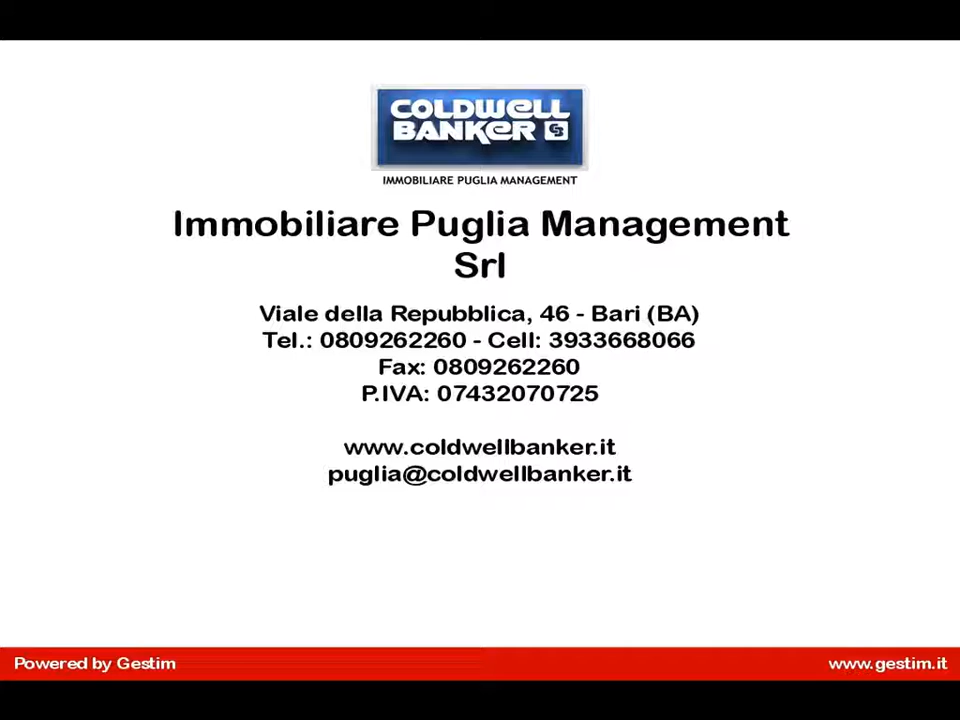 COLDWELL
BANKER CB
IMMOBILIARE PUGLIA MANAGEMENT
Immobiliare Puglia Management
Srl
Viale della Repubblica, 46 - Bari (BA)
Tel.: 0809262260 - Cell: 3933668066
Fax: 0809262260
P.IVA: 07432070725
www.coldwellbanker.it
puglia@coldwellbanker.it
Powered by Gestim
www.gestim.it